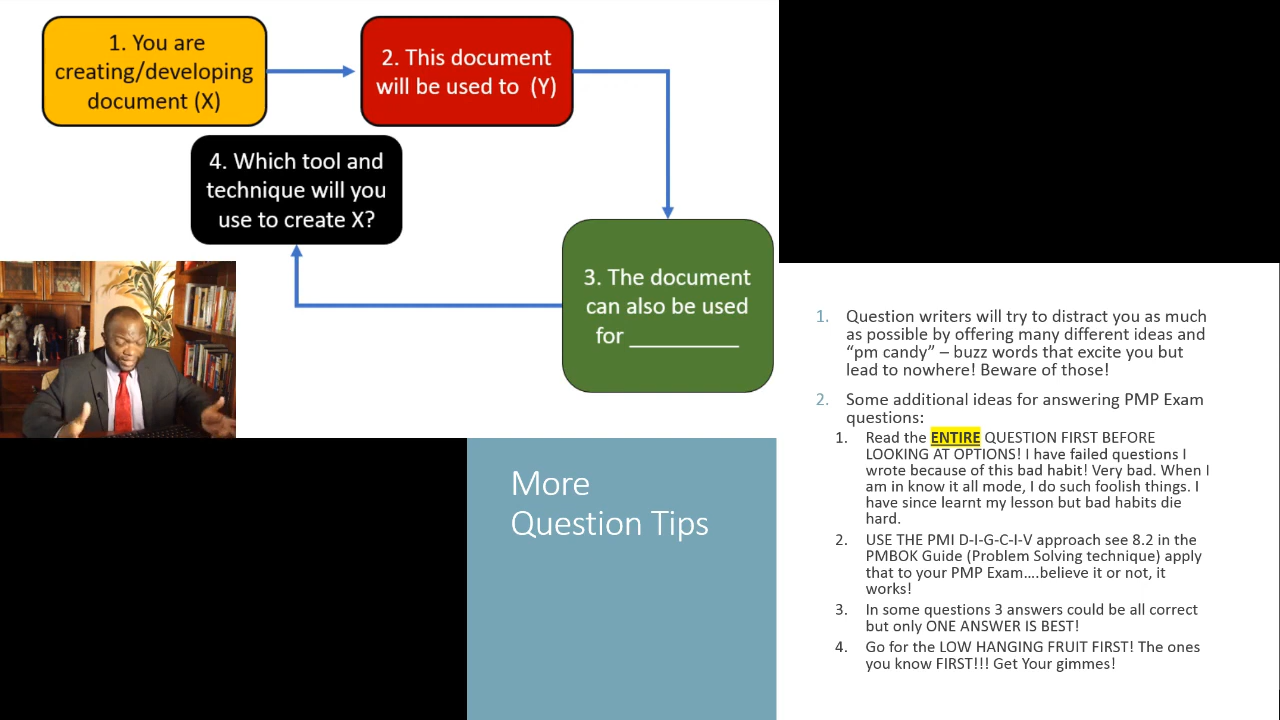 1. You are
creating/developing
document (X)
2. This document
will be used to (Y)
4. Which tool and
technique will you
use to create X?
3. The document
can also be used
for __________
More
Question Tips
1. Question writers will try to distract you as much
as possible by offering many different ideas and
“pm candy” – buzz words that excite you but
lead to nowhere! Beware of those!
2. Some additional ideas for answering PMP Exam
questions:
1. Read the ENTIRE QUESTION FIRST BEFORE
LOOKING AT OPTIONS! I have failed questions I
wrote because of this bad habit! Very bad. When I
am in know it all mode, I do such foolish things. I
have since learnt my lesson but bad habits die
hard.
2. USE THE PMI D-I-G-C-I-V approach see 8.2 in the
PMBOK Guide (Problem Solving technique) apply
that to your PMP Exam....believe it or not, it
works!
3. In some questions 3 answers could be all correct
but only ONE ANSWER IS BEST!
4. Go for the LOW HANGING FRUIT FIRST! The ones
you know FIRST!!! Get Your gimmes!